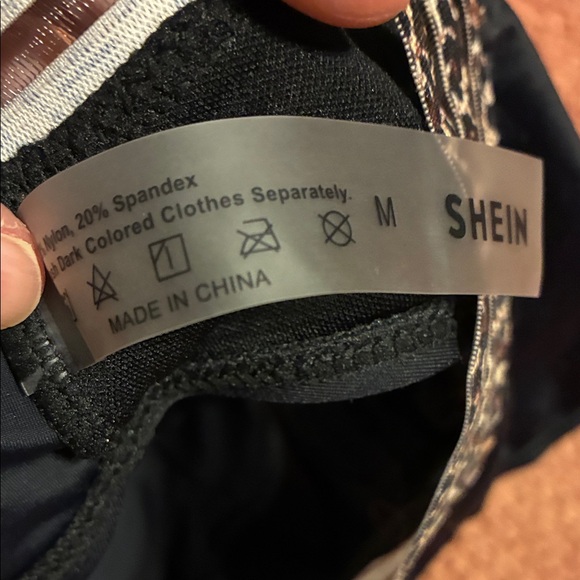 Nylon, 20% Spandex
Dark Colored Clothes Separately.
M
SHEIN
MADE IN CHINA